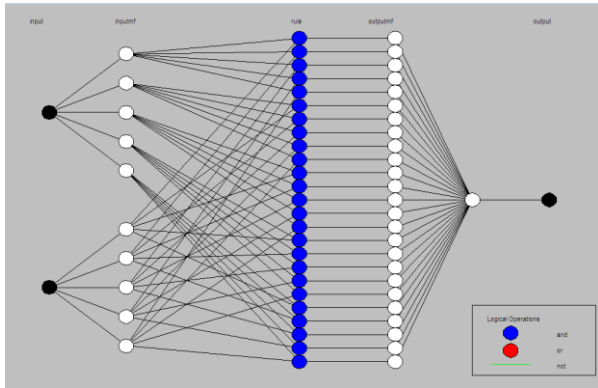 input inputmf rule outputmf output
Logical Operations
and
or
not